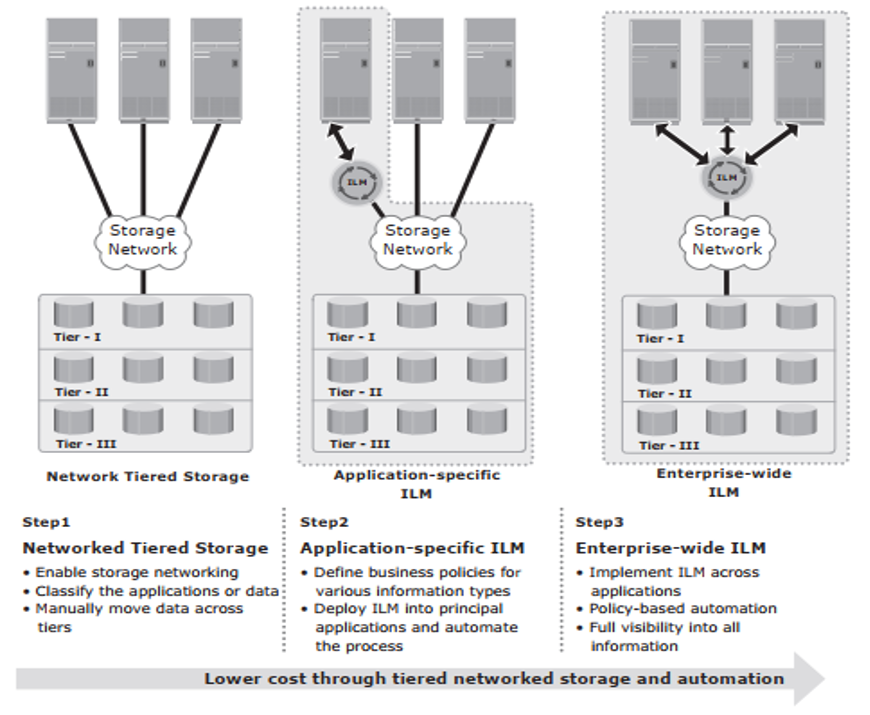 ILM
ILM
Storage
Network
Storage
Network
Storage
Network
Tier - I
Tier - I
Tier - I
Tier - II
Tier - II
Tier - II
Tier - III
Tier - III
Tier - III
Network Tiered Storage
Application-specific
ILM
Enterprise-wide
ILM
Step1
Networked Tiered Storage
• Enable storage networking
• Classify the applications or data
• Manually move data across
tiers
Step2
Application-specific ILM
• Define business policies for
various information types
• Deploy ILM into principal
applications and automate
the process
Step3
Enterprise-wide ILM
• Implement ILM across
applications
• Policy-based automation
• Full visibility into all
information
Lower cost through tiered networked storage and automation